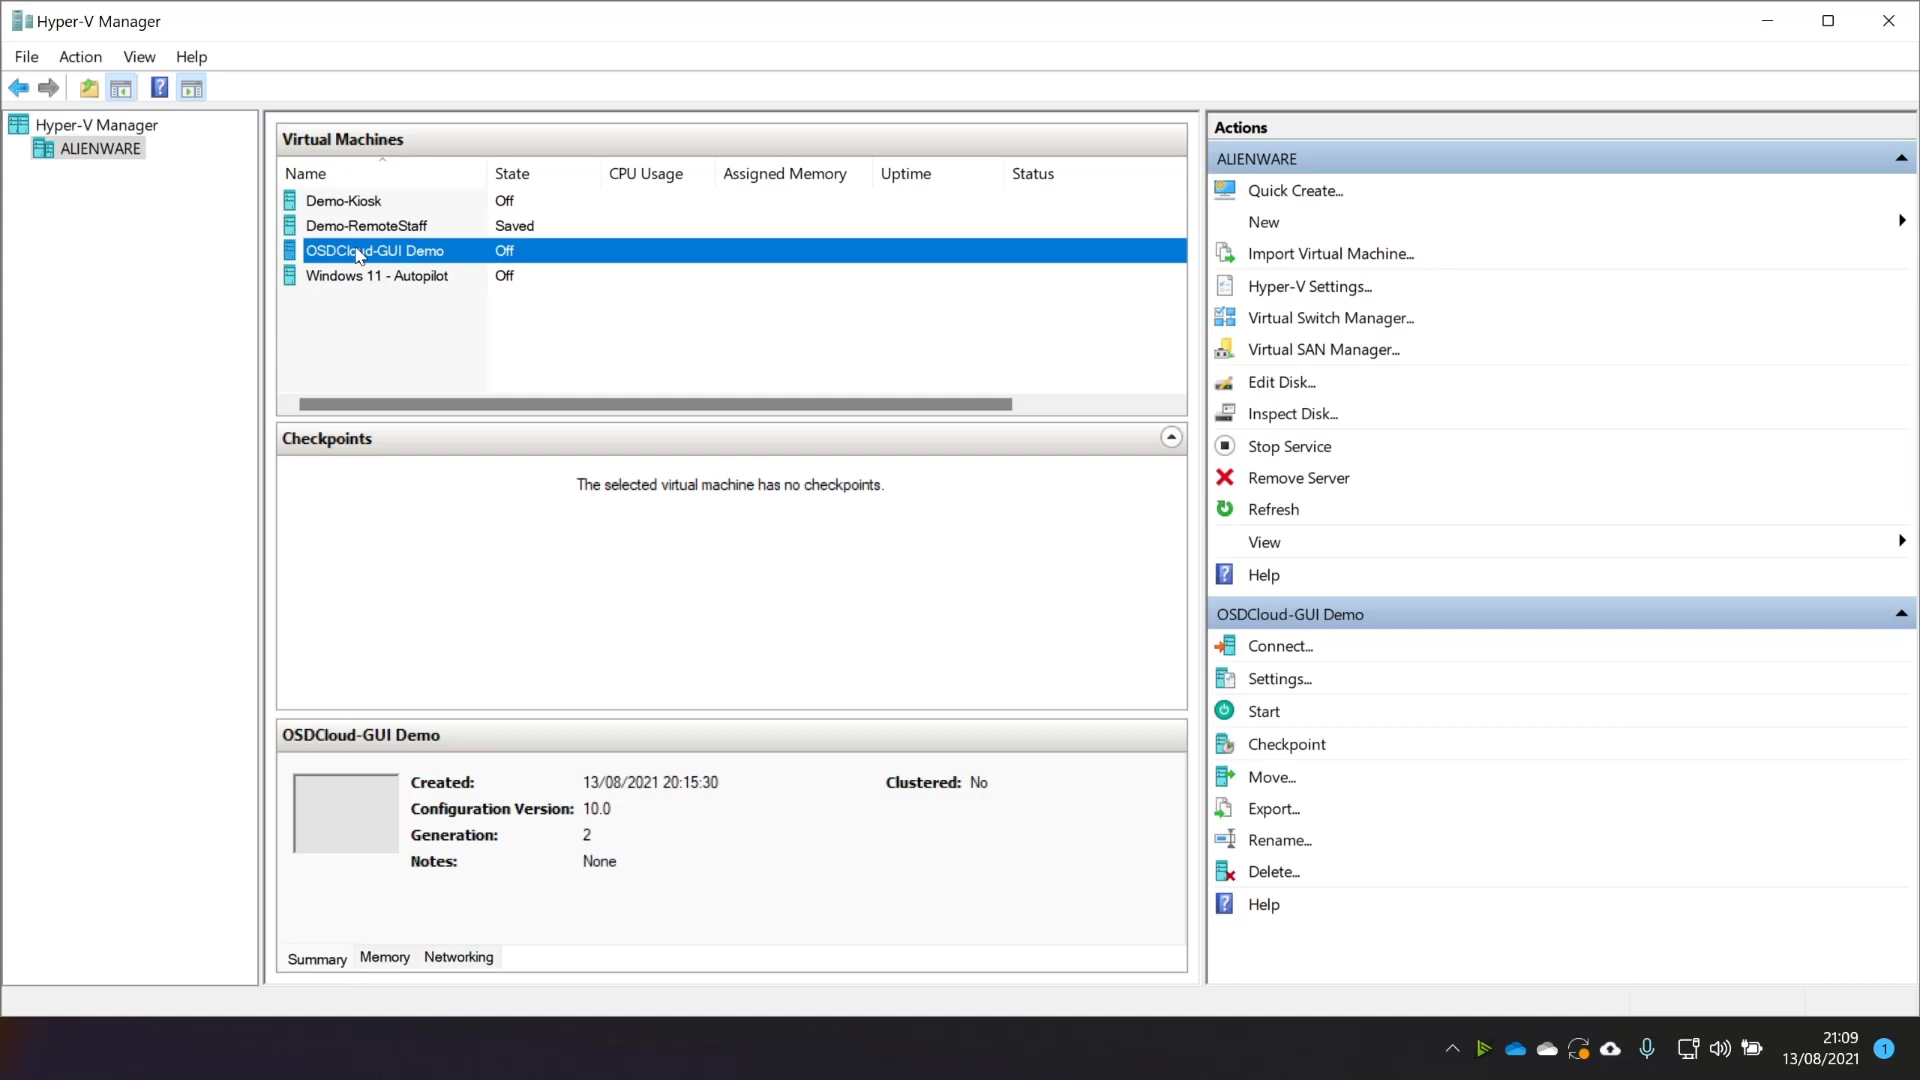 Hyper-V Manager
File Action View Help
Hyper-V Manager
ALIENWARE
Virtual Machines
Name State CPU Usage Assigned Memory Uptime Status
Demo-Kiosk Off
Demo-RemoteStaff Saved
OSDCloud-GUI Demo Off
Windows 11 - Autopilot Off
Checkpoints
The selected virtual machine has no checkpoints.
OSDCloud-GUI Demo
Created: 13/08/2021 20:15:30 Clustered: No
Configuration Version: 10.0
Generation: 2
Notes: None
Summary Memory Networking
Actions
ALIENWARE
Quick Create...
New
Import Virtual Machine...
Hyper-V Settings...
Virtual Switch Manager...
Virtual SAN Manager...
Edit Disk...
Inspect Disk...
Stop Service
Remove Server
Refresh
View
Help
OSDCloud-GUI Demo
Connect...
Settings...
Start
Checkpoint
Move...
Export...
Rename...
Delete...
Help
21:09
13/08/2021
1